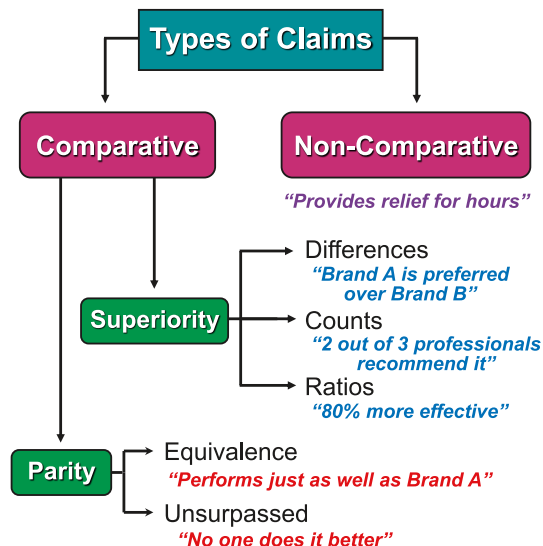 Types of Claims
Comparative
Non-Comparative
“Provides relief for hours”
Superiority
Differences
“Brand A is preferred
over Brand B”
Counts
“2 out of 3 professionals
recommend it”
Ratios
“80% more effective”
Parity
Equivalence
“Performs just as well as Brand A”
Unsurpassed
“No one does it better”